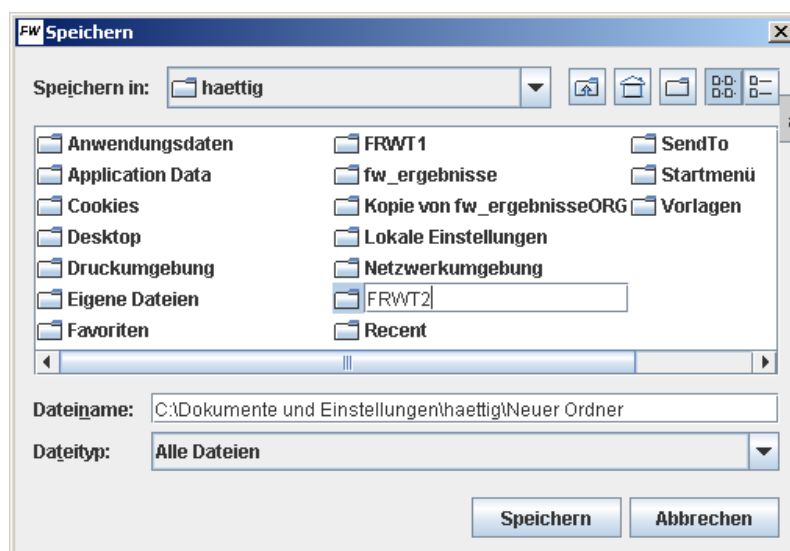 FW Speichern
Speichern in: haettig
Anwendungsdaten
Application Data
Cookies
Desktop
Druckumgebung
Eigene Dateien
Favoriten
FRWT1
fw_ergebnisse
Kopie von fw_ergebnisseORG
Lokale Einstellungen
Netzwerkumgebung
FRWT2
Recent
SendTo
Startmenü
Vorlagen
Dateiname: C:\Dokumente und Einstellungen\haettig\Neuer Ordner
Dateityp: Alle Dateien
Speichern Abbrechen